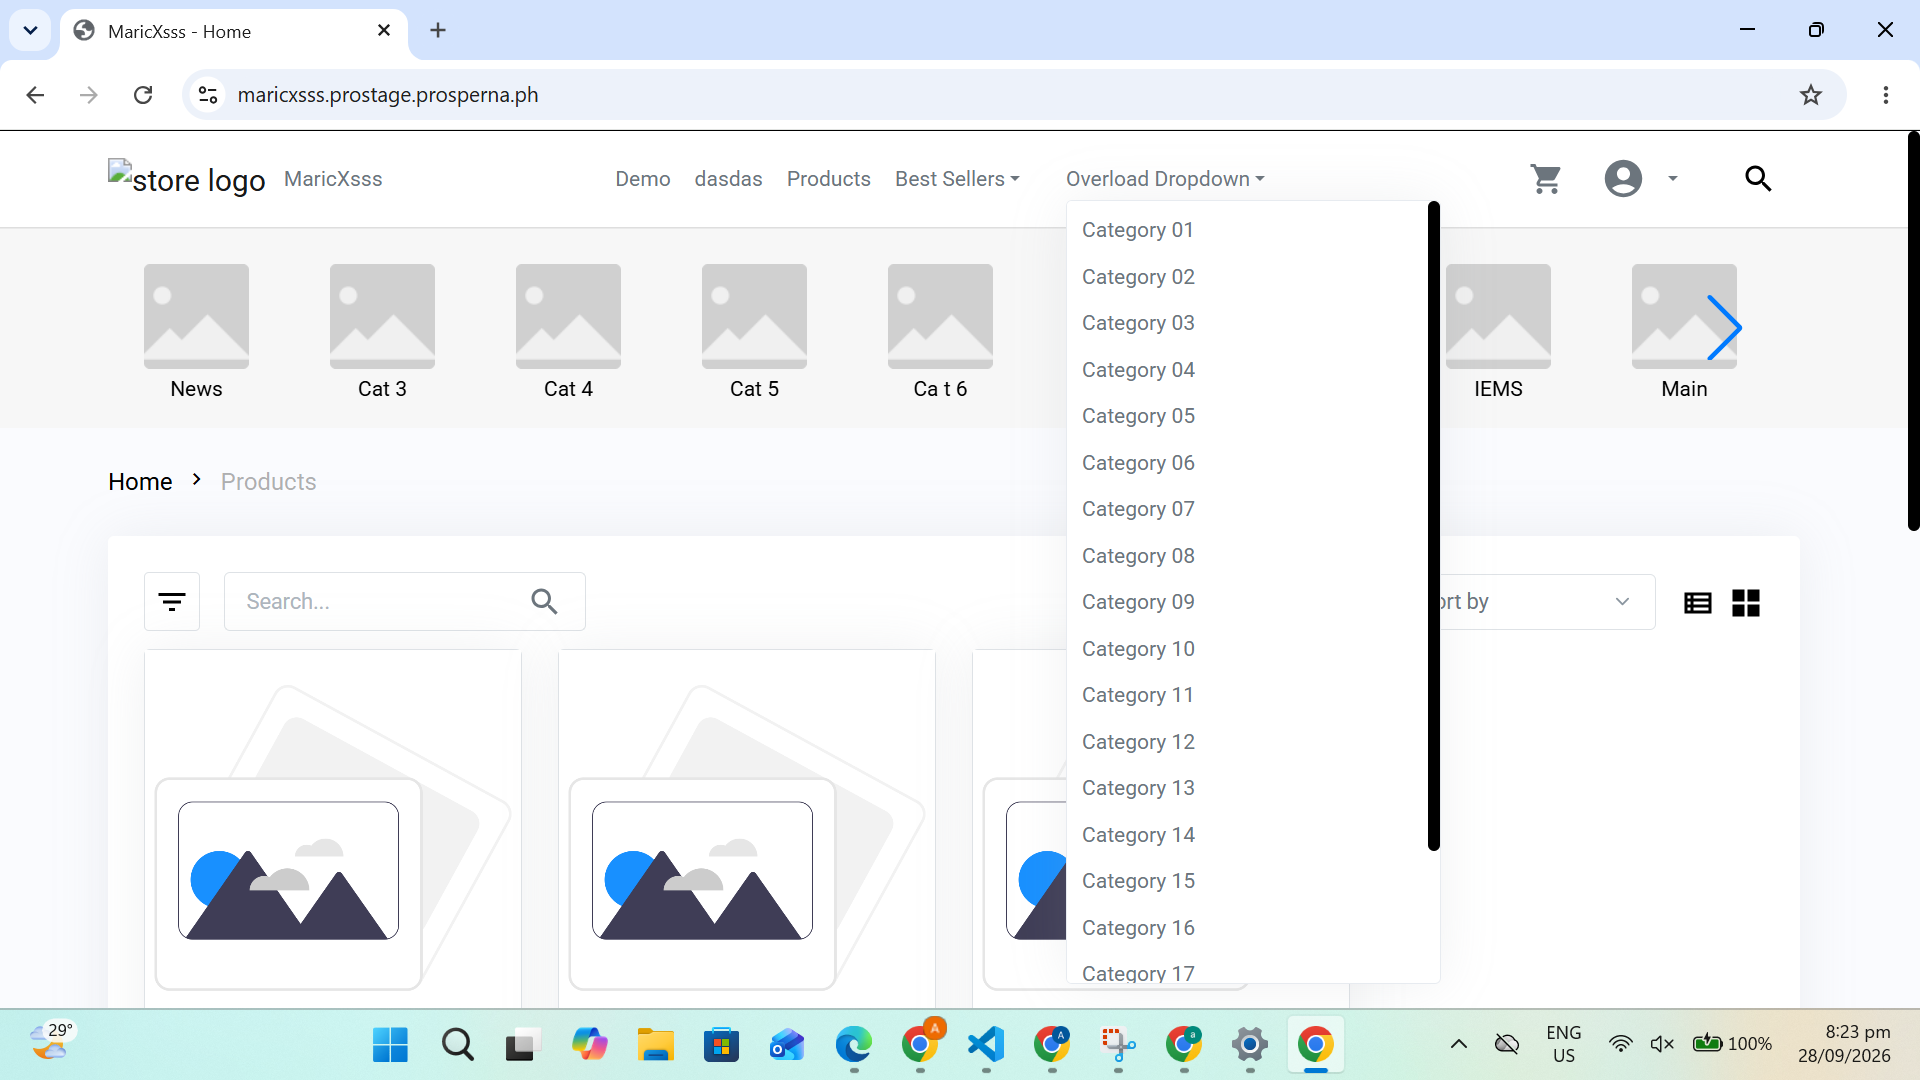 MaricXsss - Home
maricxsss.prostage.prosperna.ph
store logo MaricXsss Demo dasdas Products Best Sellers Overload Dropdown
Category 01
Category 02
Category 03
Category 04
Category 05
Category 06
Category 07
Category 08
Category 09
Category 10
Category 11
Category 12
Category 13
Category 14
Category 15
Category 16
Category 17
News Cat 3 Cat 4 Cat 5 Ca t 6 IEMS Main
Home > Products
Search... ort by
29°
A A a
ENG
US
100%
8:23 pm
28/09/2026